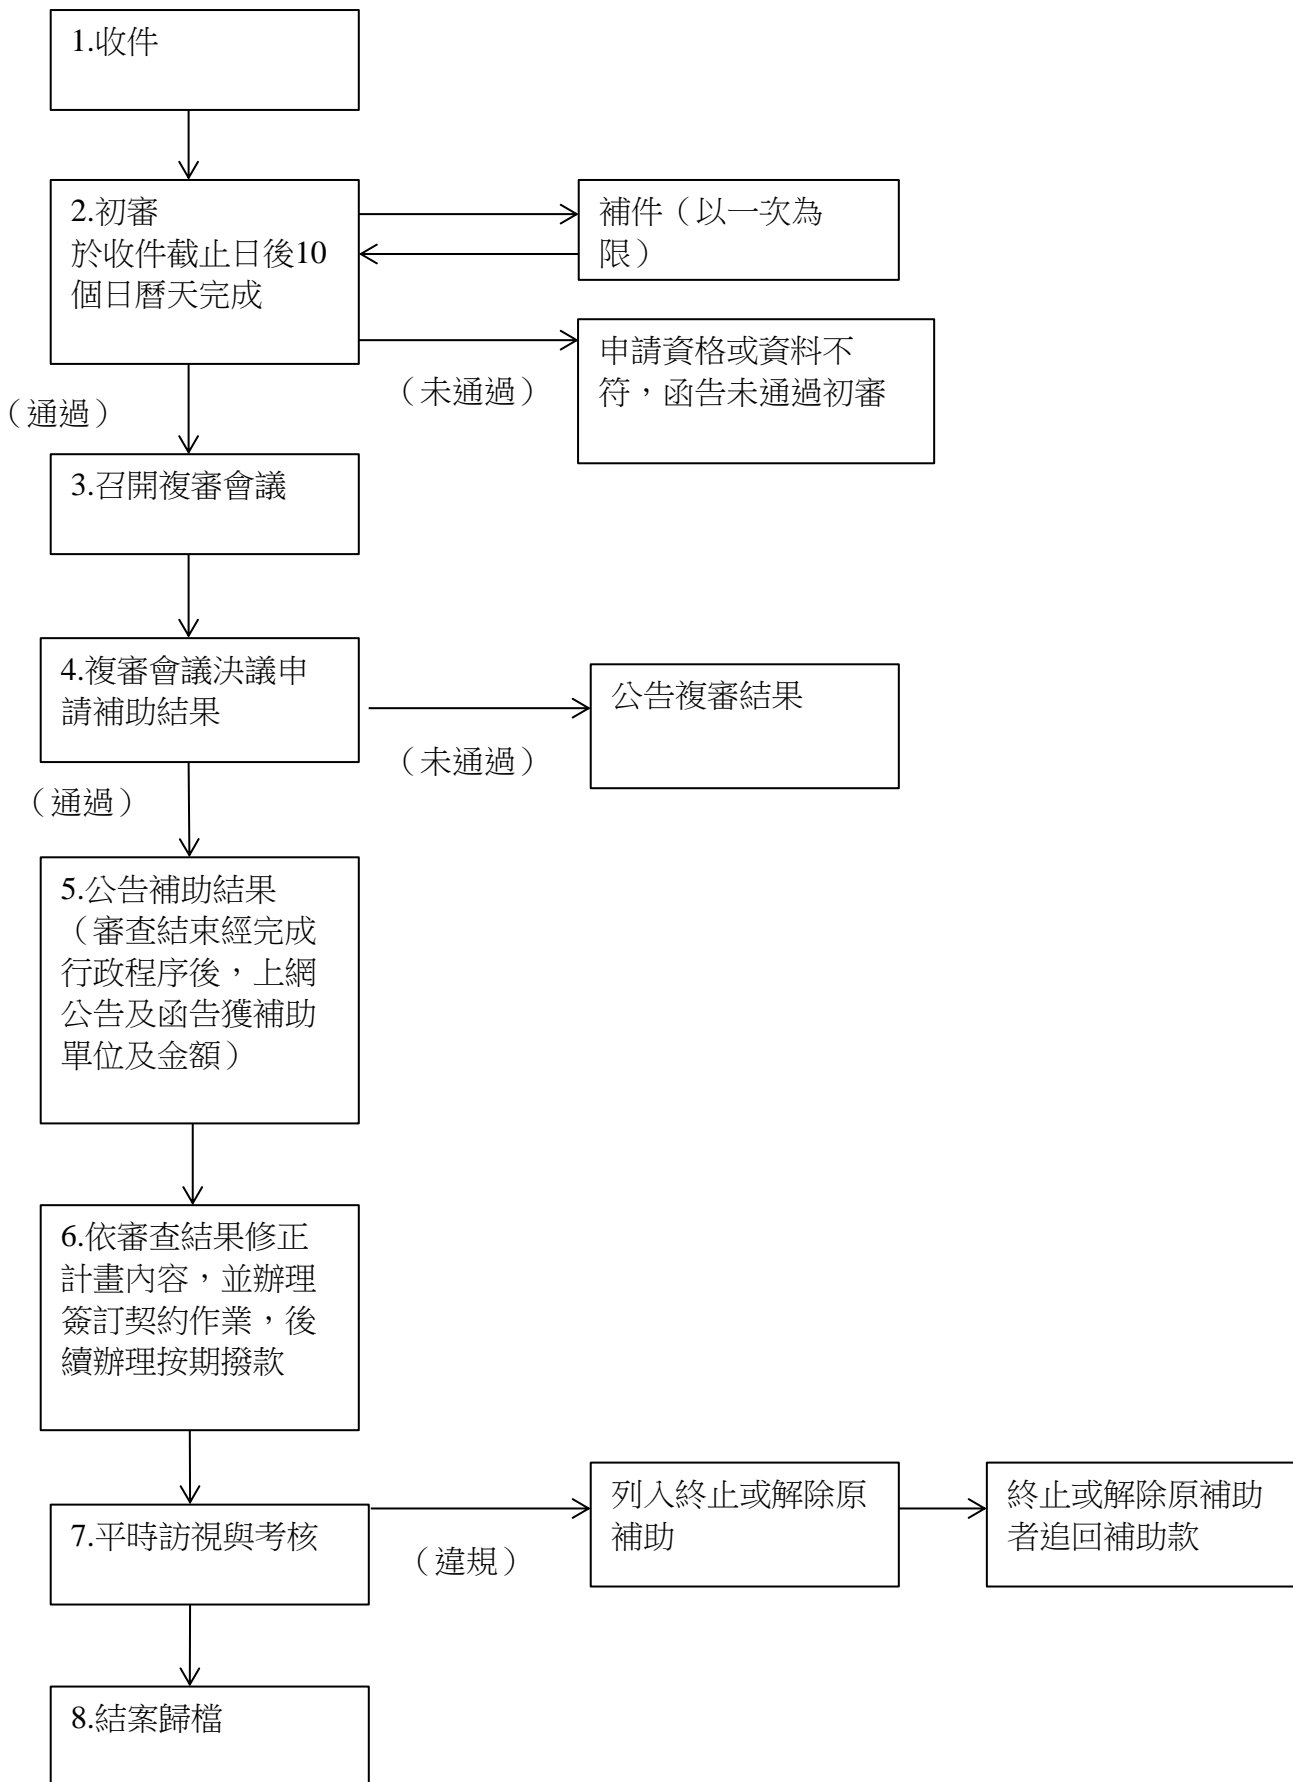 1.收件
2.初審
於收件截止日後10
個日曆天完成
補件（以一次為
限）
申請資格或資料不
符，函告未通過初審
（未通過）
（通過）
3.召開複審會議
4.複審會議決議申
請補助結果
公告複審結果
（未通過）
（通過）
5.公告補助結果
（審查結束經完成
行政程序後，上網
公告及函告獲補助
單位及金額）
6.依審查結果修正
計畫內容，並辦理
簽訂契約作業，後
續辦理按期撥款
7.平時訪視與考核
（違規）
列入終止或解除原
補助
終止或解除原補助
者追回補助款
8.結案歸檔